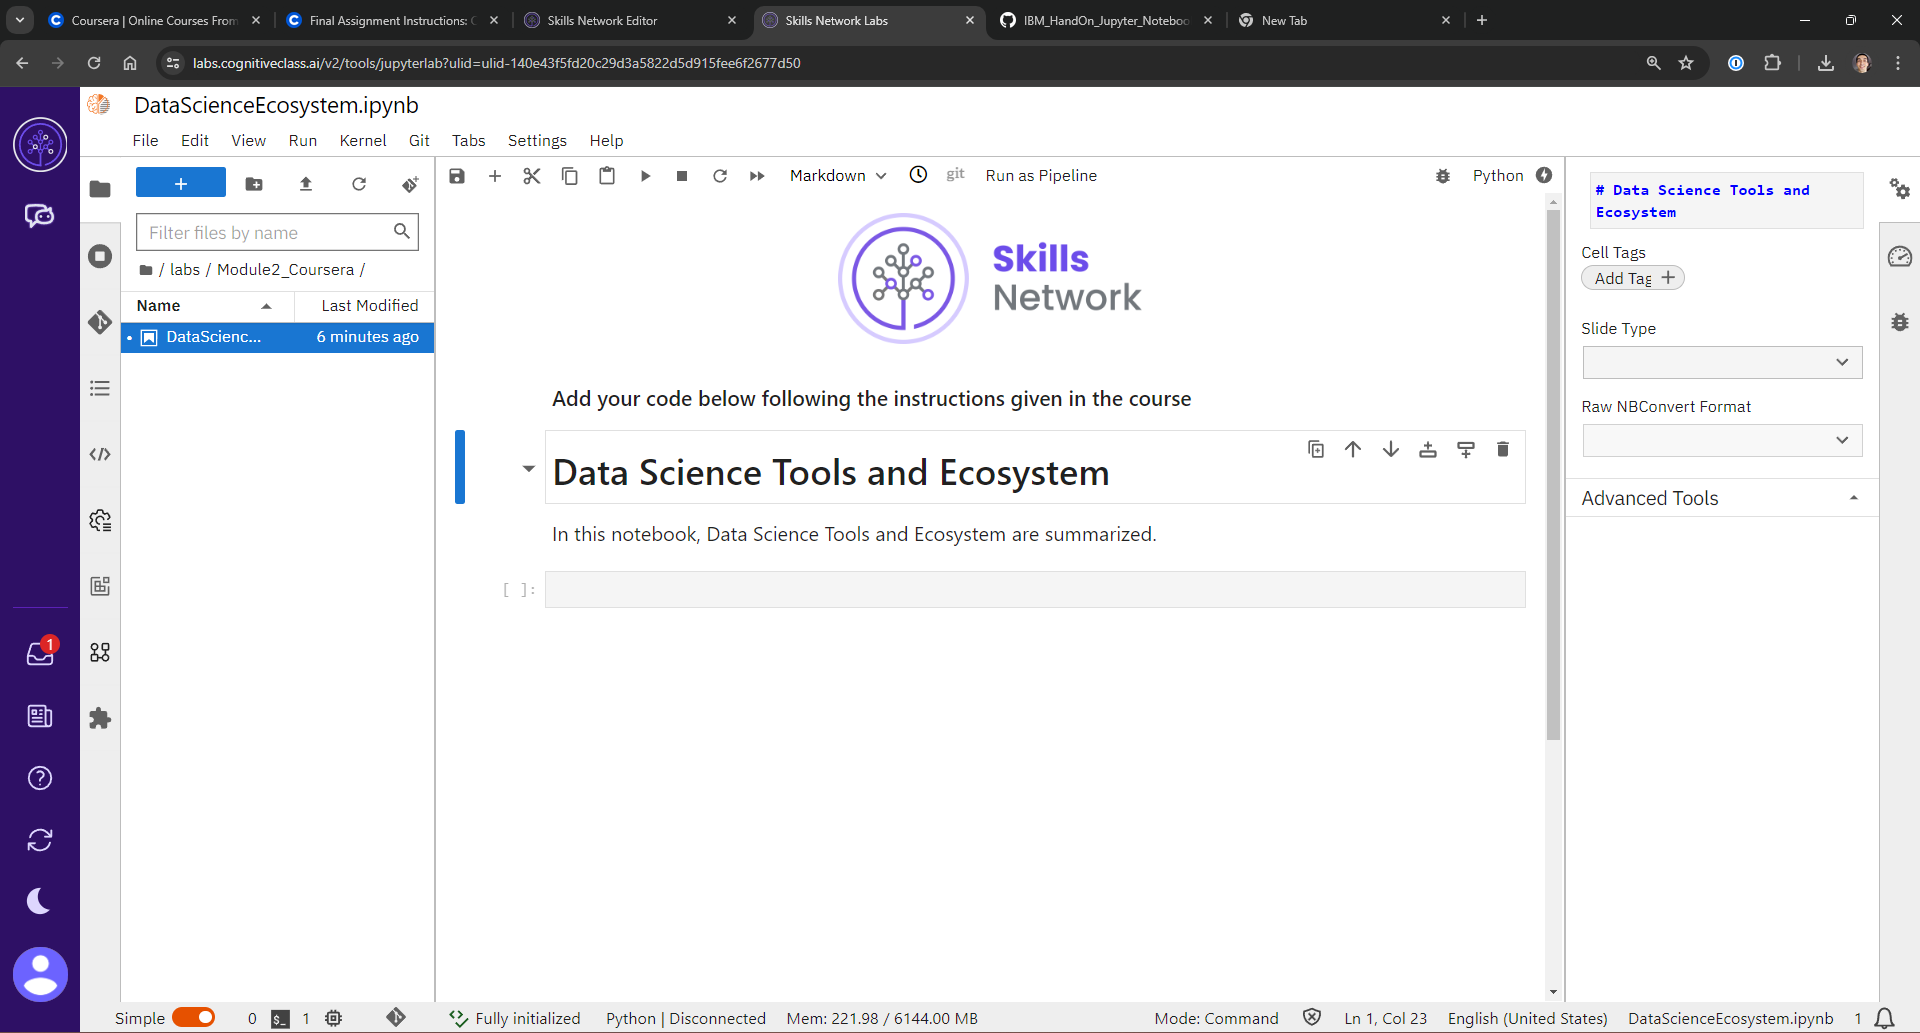 Coursera | Online Courses From
Final Assignment Instructions:
Skills Network Editor
Skills Network Labs
IBM_HandOn_Jupyter_Noteboo
New Tab
labs.cognitiveclass.ai/v2/tools/jupyterlab?ulid=ulid-140e43f5fd20c29d3a5822d5d915fee6f2677d50
DataScienceEcosystem.ipynb
File Edit View Run Kernel Git Tabs Settings Help
+
Filter files by name
/ labs / Module2_Coursera /
Name Last Modified
DataScienc... 6 minutes ago
Markdown git Run as Pipeline Python
Skills
Network
Add your code below following the instructions given in the course
Data Science Tools and Ecosystem
In this notebook, Data Science Tools and Ecosystem are summarized.
[ ]:
# Data Science Tools and
Ecosystem
Cell Tags
Add Tag +
Slide Type
Raw NBConvert Format
Advanced Tools
1
Simple 0 $_ 1 Fully initialized Python | Disconnected Mem: 221.98 / 6144.00 MB Mode: Command Ln 1, Col 23 English (United States) DataScienceEcosystem.ipynb 1